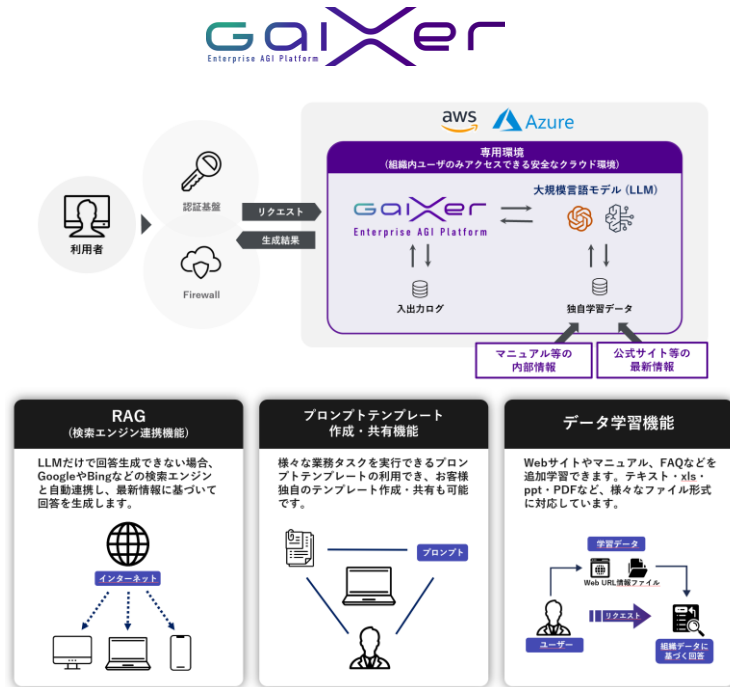 GaiXer
Enterprise AGI Platform
aws Azure
専用環境
(組織内ユーザのみアクセスできる安全なクラウド環境)
認証基盤
利用者
Firewall
リクエスト
生成結果
GaiXer
Enterprise AGI Platform
大規模言語モデル (LLM)
入出力ログ
独自学習データ
マニュアル等の
内部情報
公式サイト等の
最新情報
RAG
(検索エンジン連携機能)
LLMだけで回答生成できない場合、
GoogleやBingなどの検索エンジン
と自動連携し、最新情報に基づいて
回答を生成します。
インターネット
プロンプトテンプレート
作成・共有機能
様々な業務タスクを実行できるプロン
プトテンプレートの利用でき、お客様
独自のテンプレート作成・共有も可能
です。
プロンプト
データ学習機能
Webサイトやマニュアル、FAQなどを
追加学習できます。テキスト・xls・
ppt・PDFなど、様々なファイル形式
に対応しています。
学習データ
Web URL情報ファイル
リクエスト
ユーザー
組織データに
基づく回答